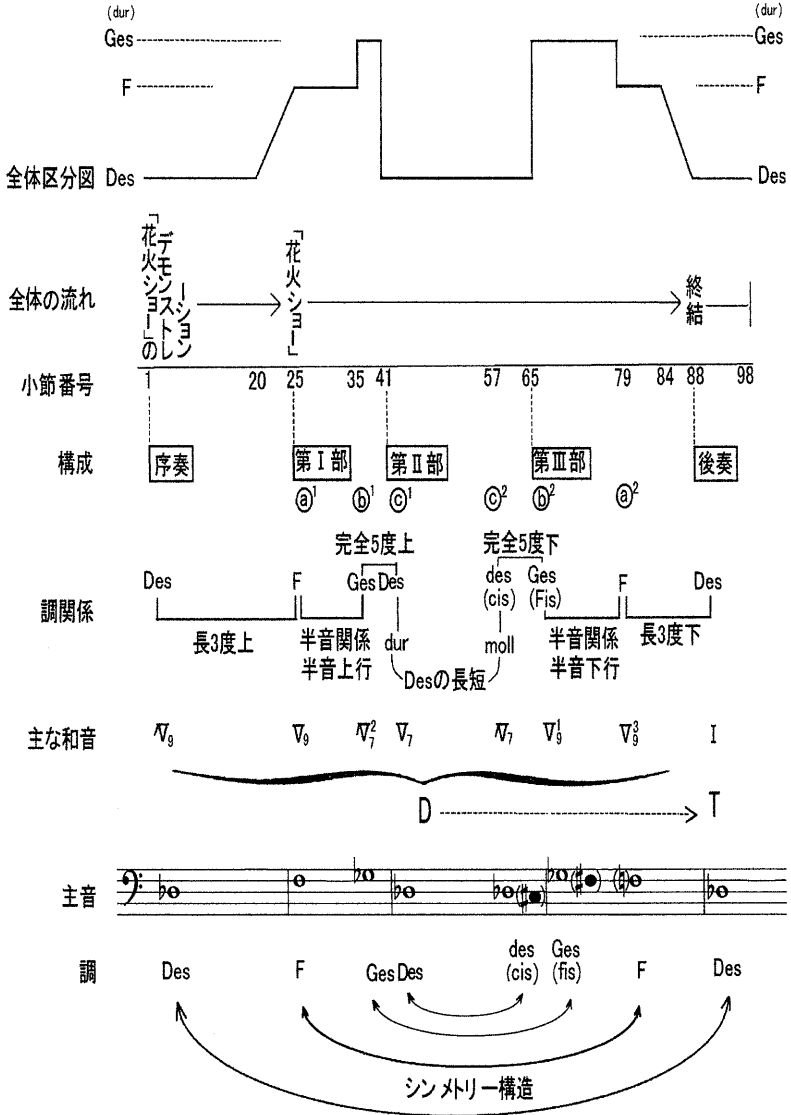 (dur) (dur)
Ges Ges
F F
全体区分図 Des Des
全体の流れ 「花火ショー」のデモンストレーション 「花火ショー」 終結
小節番号 1 20 25 35 41 57 65 79 84 88 98
構成 序奏 第Ⅰ部 第Ⅱ部 第Ⅲ部 後奏
ⓐ¹ ⓑ¹ ⓒ¹ ⓒ² ⓑ² ⓐ²
完全5度上 完全5度下
調関係 Des F Ges Des des Ges F Des
(cis) (Fis)
長3度上 半音関係 dur moll 半音関係 長3度下
半音上行 半音下行
Desの長短
主な和音 V₉ V₉ V²₇ V₇ V₇ V¹₉ V³₉ I
D T
主音
des Ges
調 Des F Ges Des (cis) (fis) F Des
シンメトリー構造